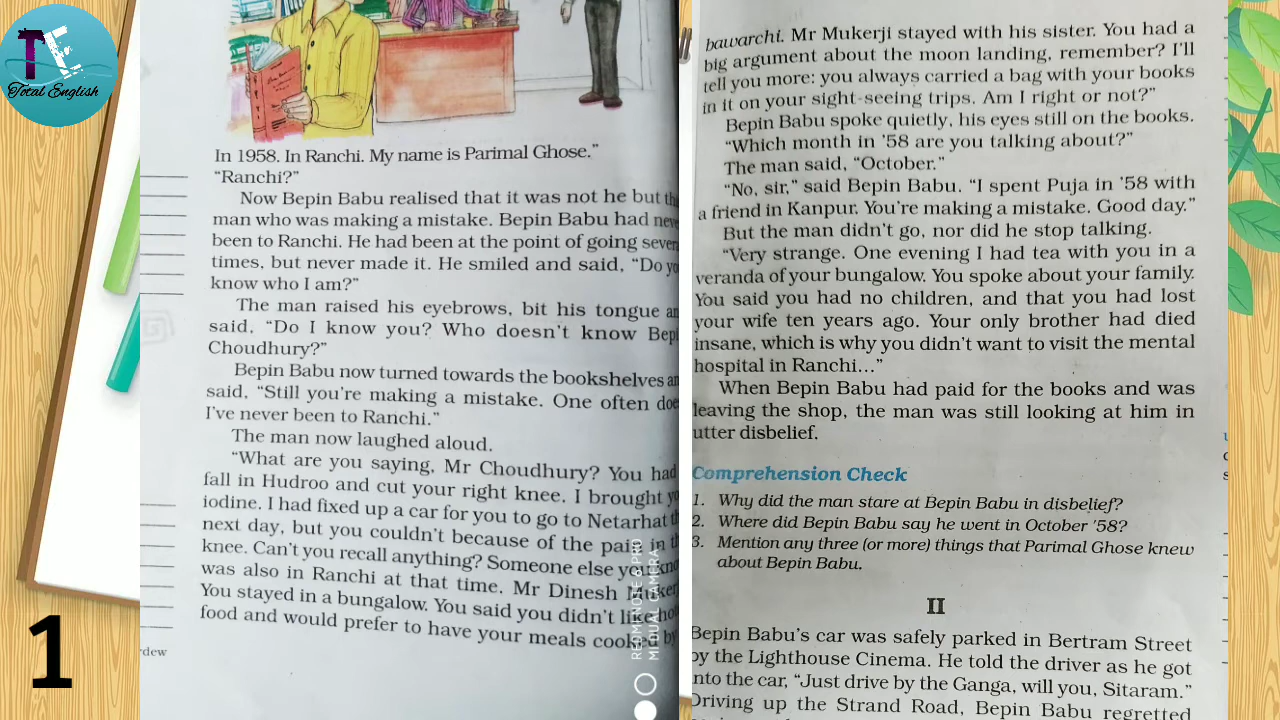 TE
Total English
In 1958. In Ranchi. My name is Parimal Ghose.”
“Ranchi?”
Now Bepin Babu realised that it was not he but the
man who was making a mistake. Bepin Babu had
been to Ranchi. He had been at the point of going
times, but never made it. He smiled and said, “Do
know who I am?”
The man raised his eyebrows, bit his tongue
said, “Do I know you? Who doesn’t know
Choudhury?”
Bepin Babu now turned towards the bookshelves
said, “Still you’re making a mistake. One often
I’ve never been to Ranchi.”
The man now laughed aloud.
“What are you saying, Mr Choudhury? You had
fall in Hudroo and cut your right knee. I brought
iodine. I had fixed up a car for you to go to Netarhat
next day, but you couldn’t because of the pain in
knee. Can’t you recall anything? Someone else you
was also in Ranchi at that time. Mr Dinesh
You stayed in a bungalow. You said you didn’t like
food and would prefer to have your meals cooked by
rdew
REDMI NOTE 6 PRO
MI DUAL CAMERA
1
bawarchi. Mr Mukerji stayed with his sister. You had a
big argument about the moon landing, remember? I’ll
tell you more: you always carried a bag with your books
in it on your sight-seeing trips. Am I right or not?”
Bepin Babu spoke quietly, his eyes still on the books.
“Which month in ’58 are you talking about?”
The man said, “October.”
“No, sir,” said Bepin Babu. “I spent Puja in ’58 with
a friend in Kanpur. You’re making a mistake. Good day.”
But the man didn’t go, nor did he stop talking.
“Very strange. One evening I had tea with you in a
veranda of your bungalow. You spoke about your family.
You said you had no children, and that you had lost
your wife ten years ago. Your only brother had died
insane, which is why you didn’t want to visit the mental
hospital in Ranchi...”
When Bepin Babu had paid for the books and was
leaving the shop, the man was still looking at him in
utter disbelief.
Comprehension Check
1. Why did the man stare at Bepin Babu in disbelief?
2. Where did Bepin Babu say he went in October ’58?
3. Mention any three (or more) things that Parimal Ghose knew
about Bepin Babu.
II
Bepin Babu’s car was safely parked in Bertram Street
by the Lighthouse Cinema. He told the driver as he got
into the car, “Just drive by the Ganga, will you, Sitaram.”
Driving up the Strand Road, Bepin Babu regretted